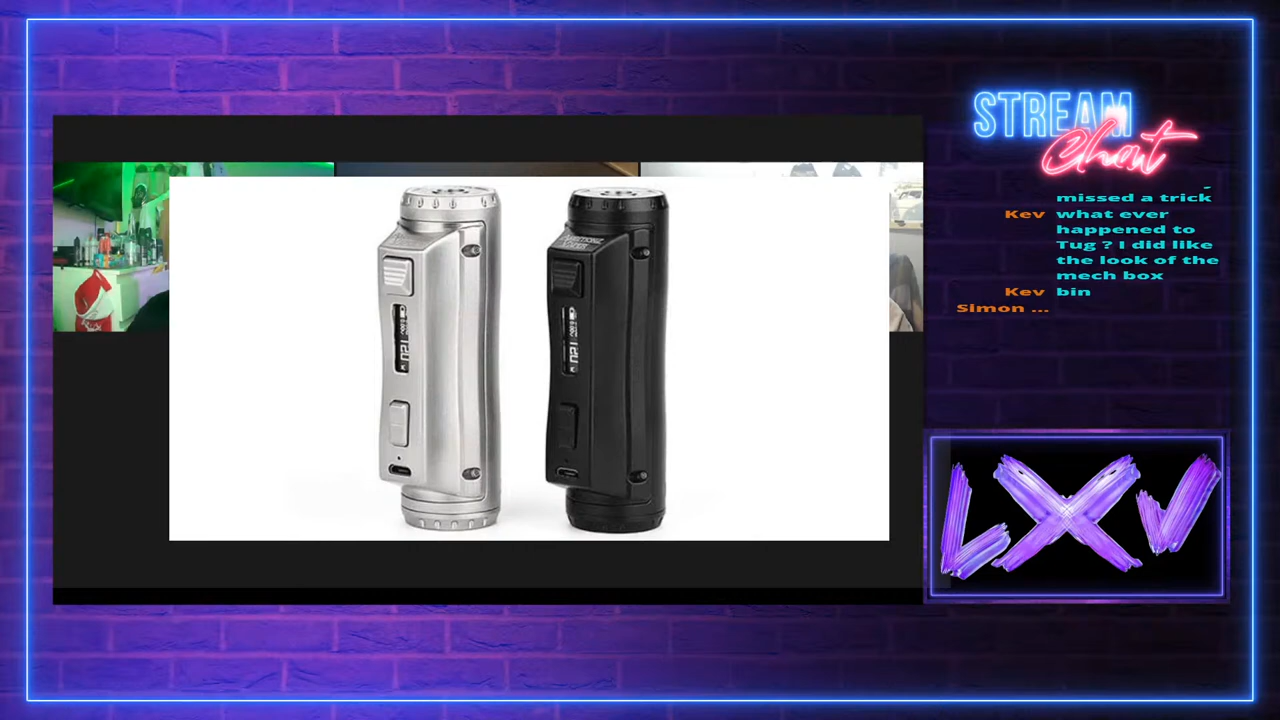 STREAM
Chat
missed a trick
Kev what ever
happened to
Tug ? I did like
the look of the
mech box
Kev bin
Simon ...
LXV